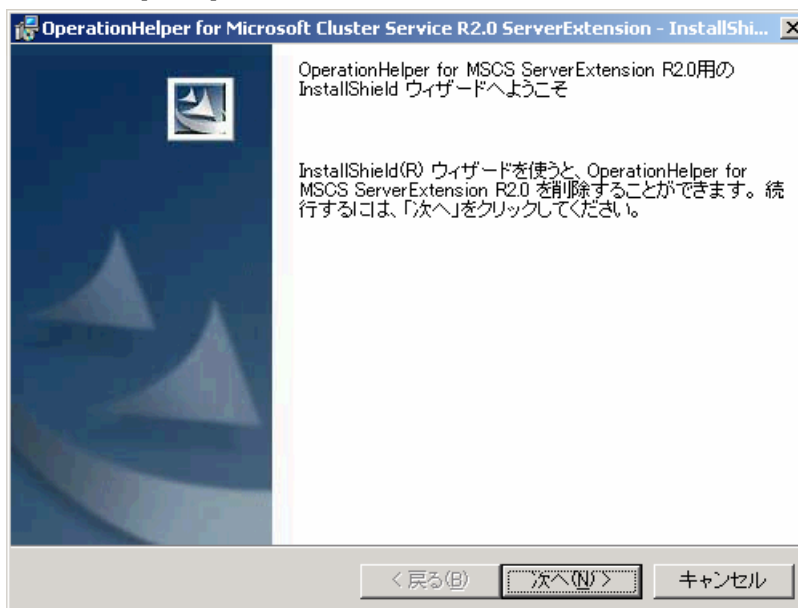 OperationHelper for Microsoft Cluster Service R2.0 ServerExtension - InstallShi...
OperationHelper for MSCS ServerExtension R2.0用の
InstallShield ウィザードへようこそ
InstallShield(R) ウィザードを使うと、OperationHelper for
MSCS ServerExtension R2.0 を削除することができます。続
行するには、「次へ」をクリックしてください。
< 戻る(B)
次へ(N) >
キャンセル